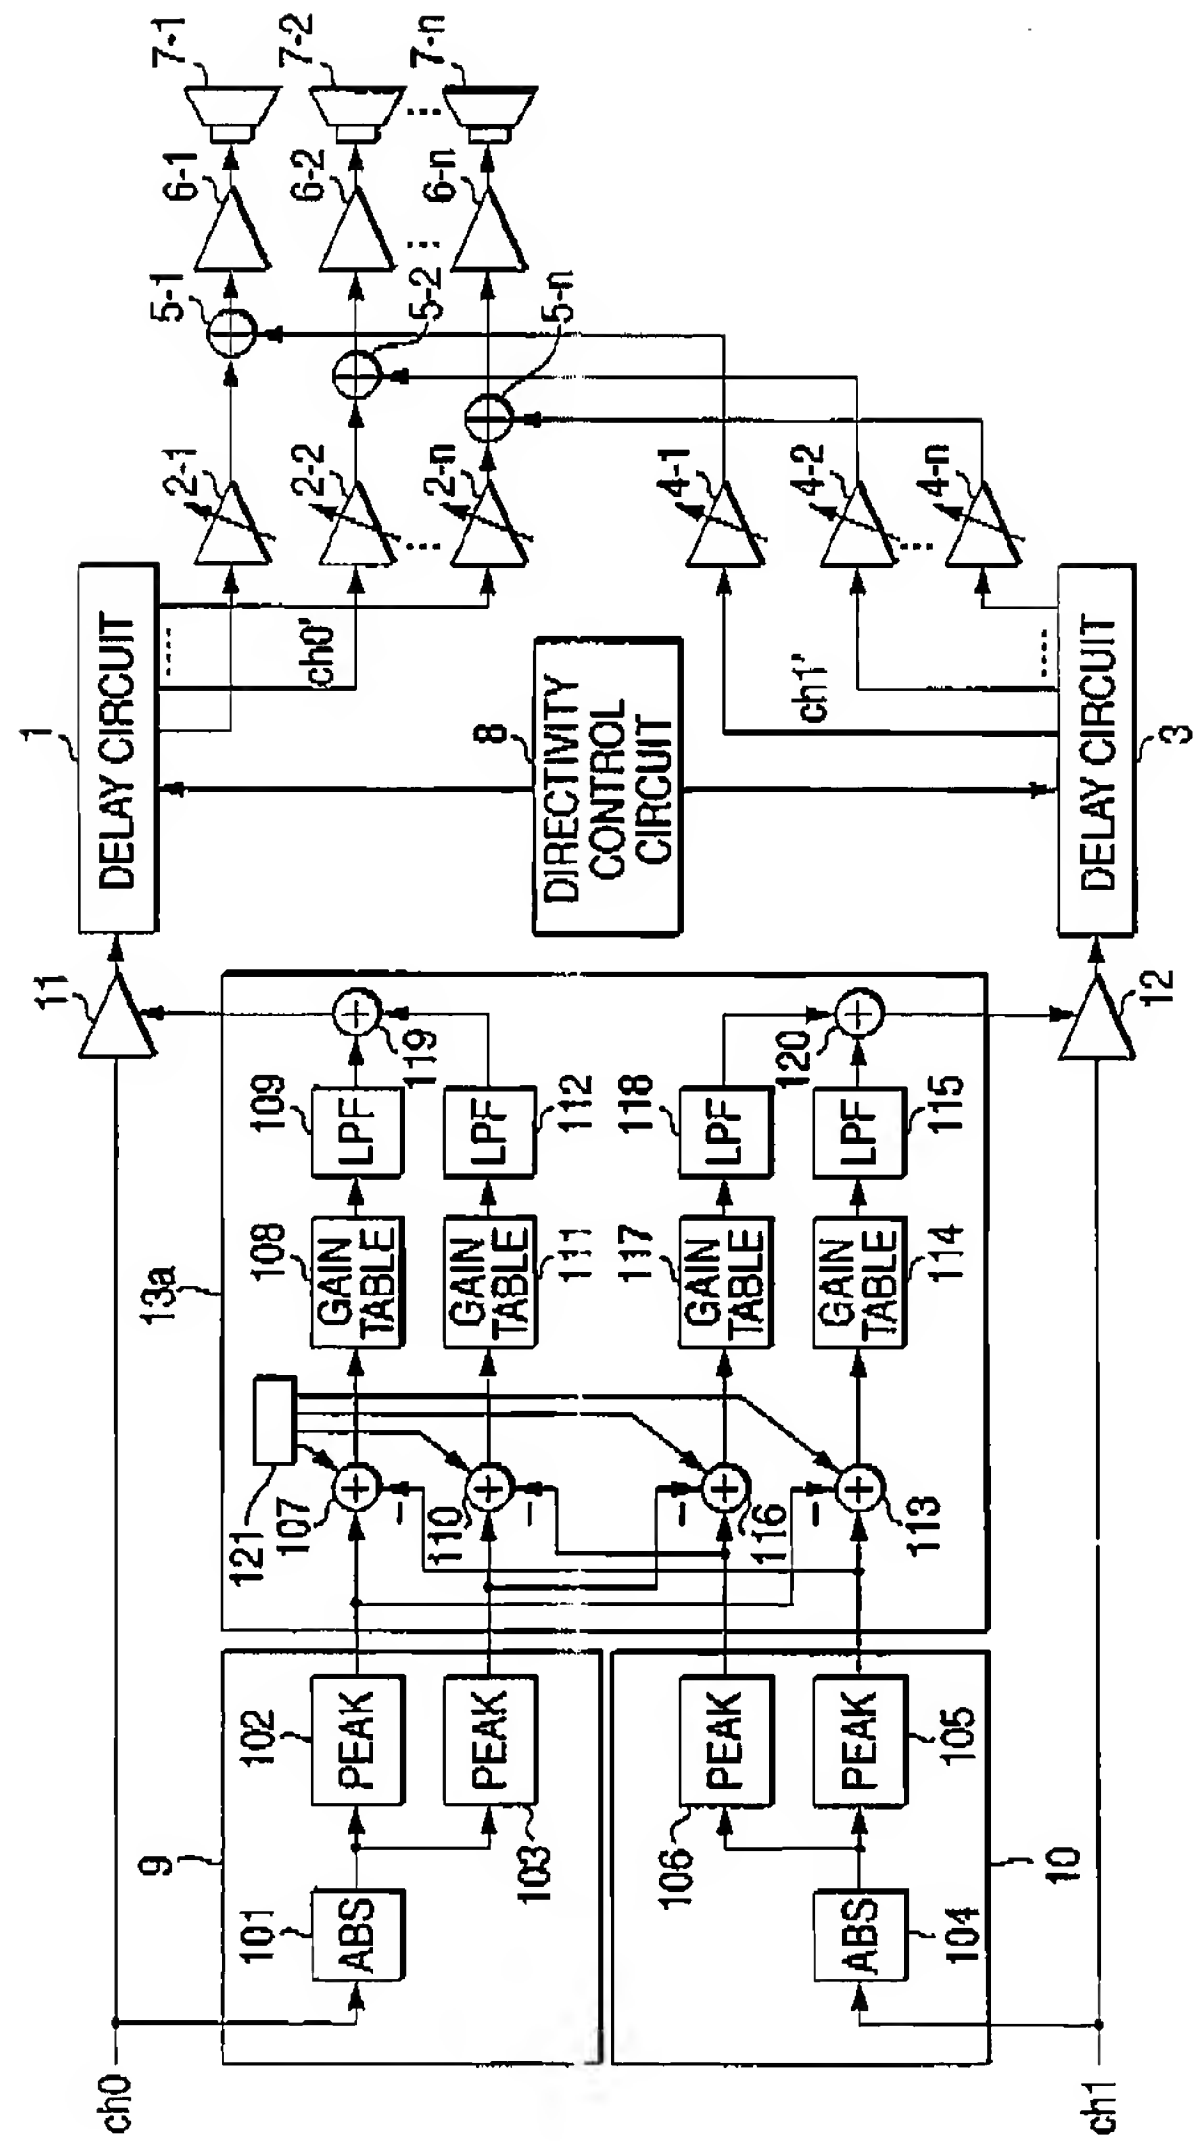 ch0
11
1
DELAY CIRCUIT
2-1
2-2
2-n
ch0'
5-1
5-2
5-n
6-1
6-2
6-n
7-1
7-2
7-n
9
101
ABS
102
PEAK
103
PEAK
13a
121
107
–
110
–
108
GAIN
TABLE
109
LPF
119
111
GAIN
TABLE
112
LPF
8
DIRECTIVITY
CONTROL
CIRCUIT
106
PEAK
104
ABS
105
PEAK
10
–
116
–
113
117
GAIN
TABLE
118
LPF
120
114
GAIN
TABLE
115
LPF
4-1
4-2
4-n
ch1'
DELAY CIRCUIT
3
12
ch1